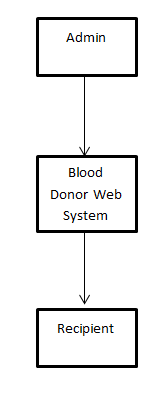 Admin
Blood
Donor Web
System
Recipient